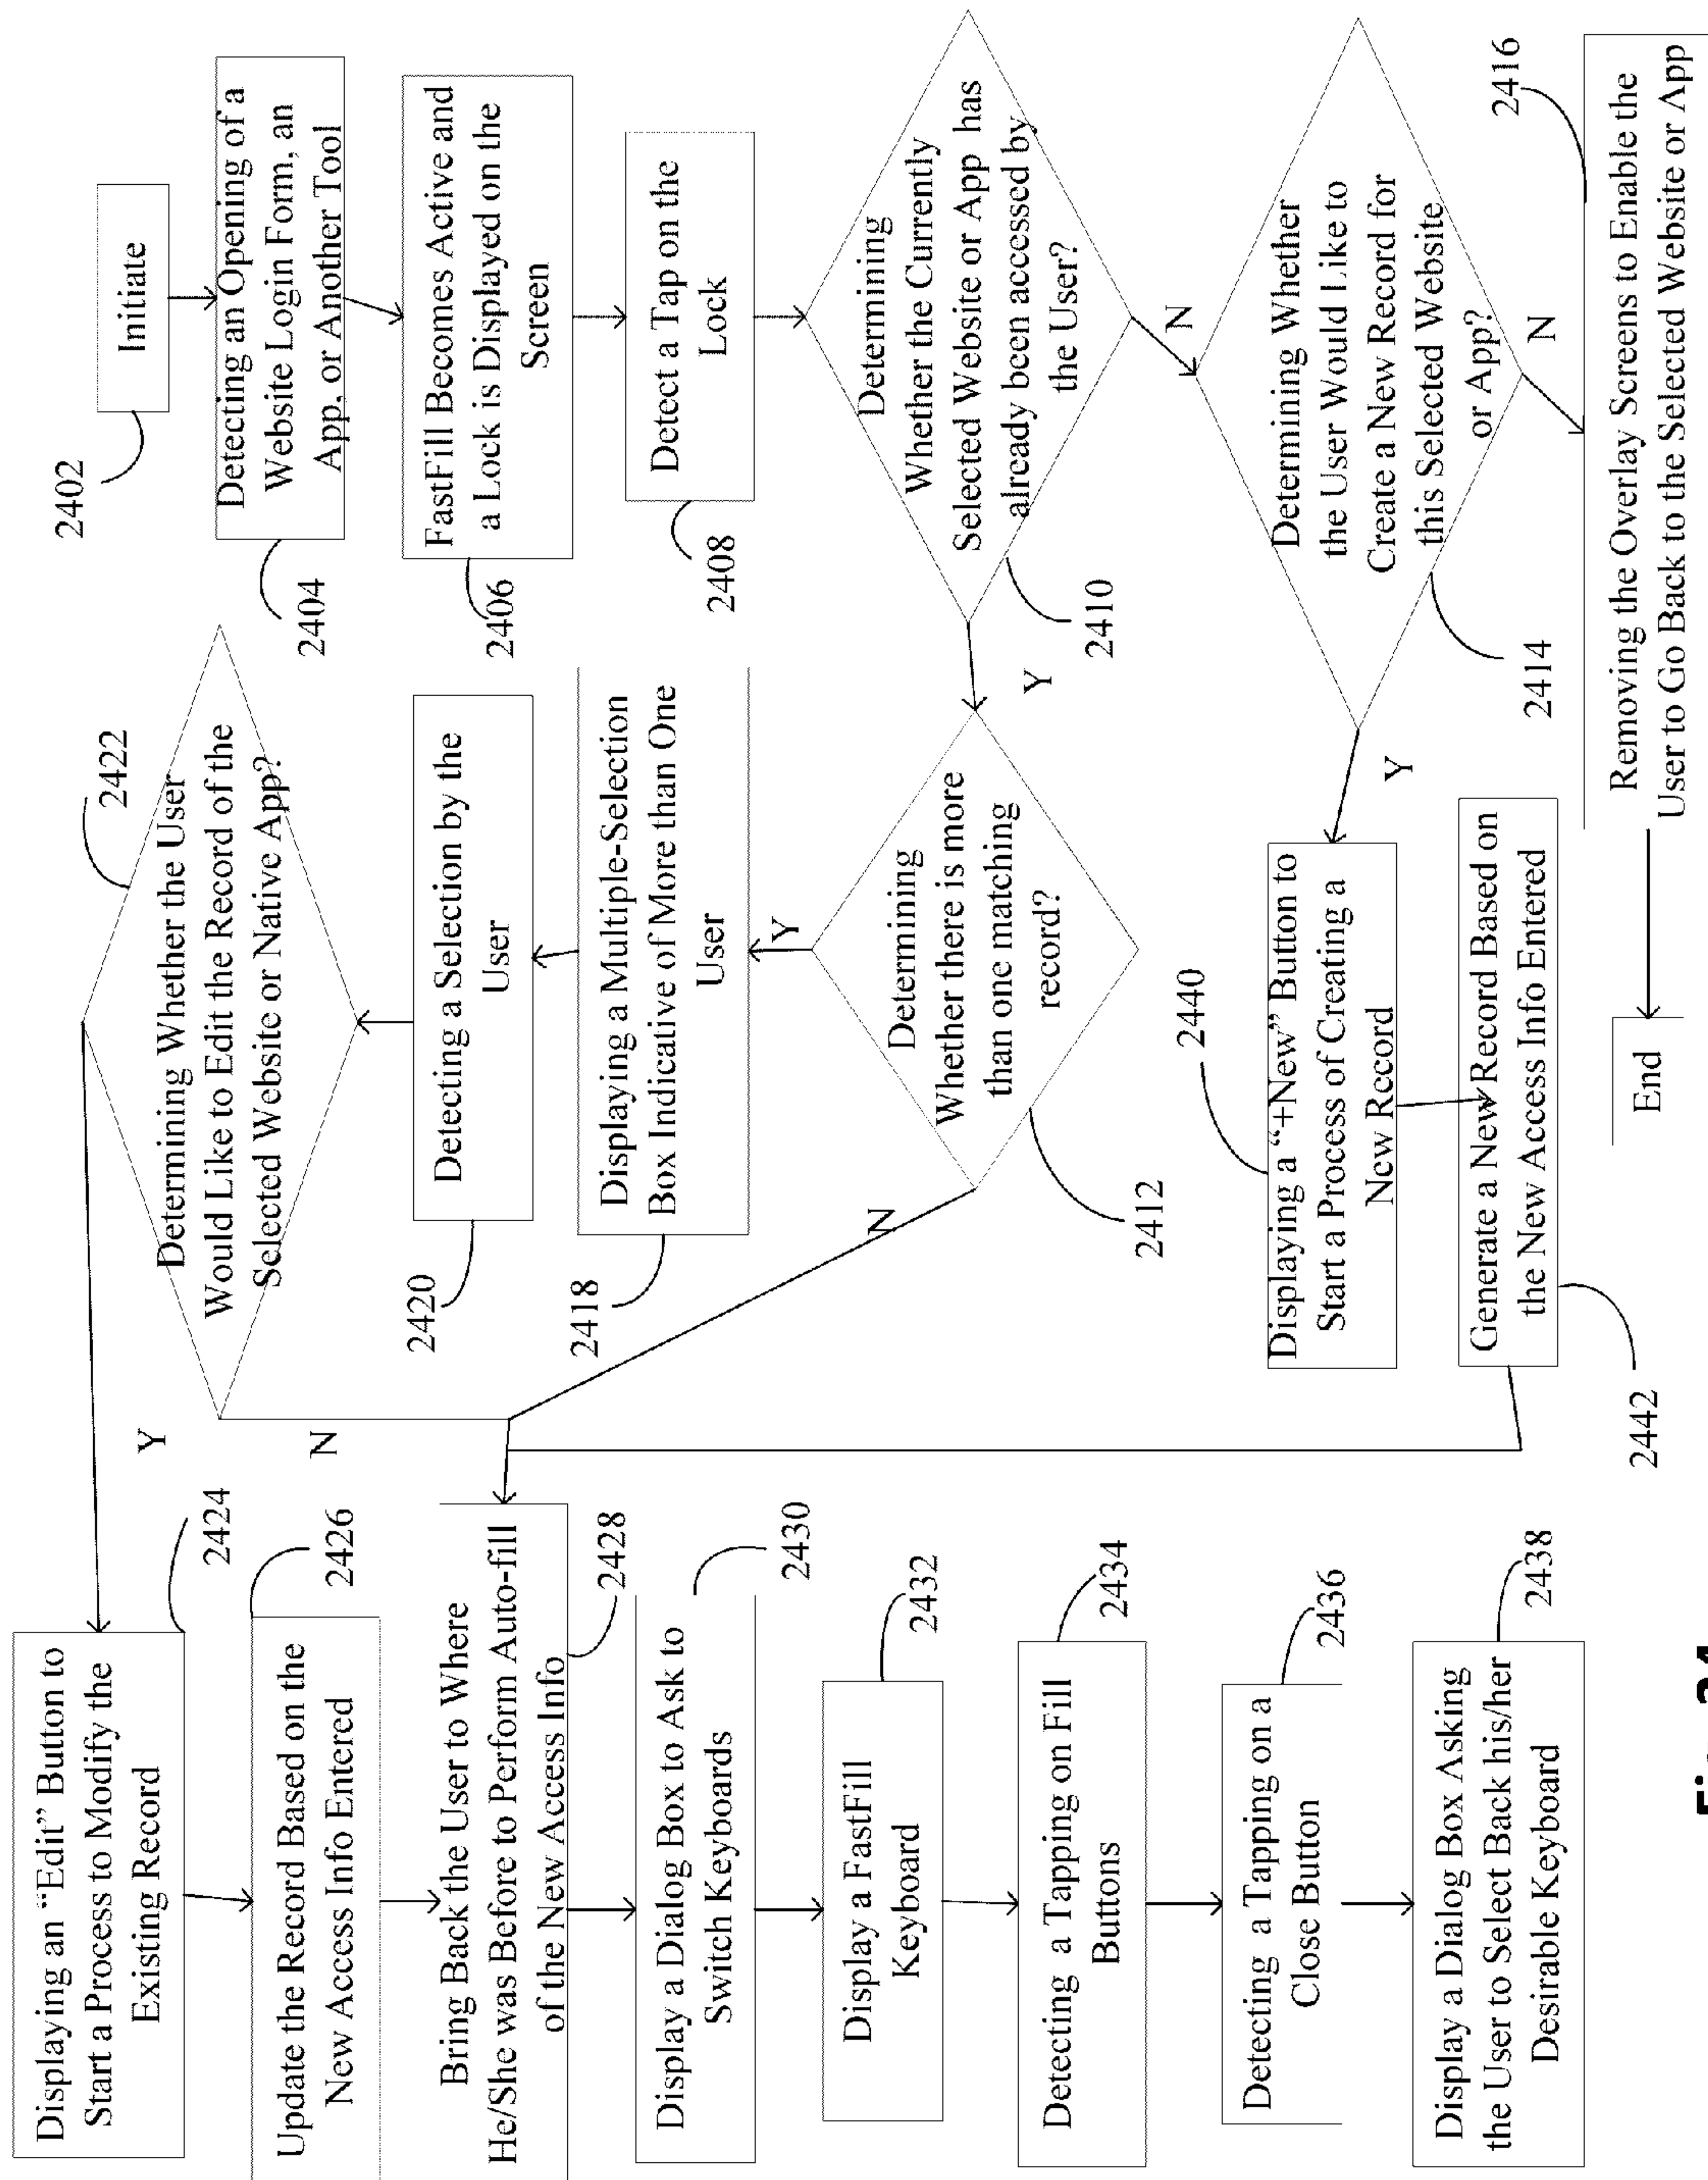 2402
Initiate
2404
Detecting an Opening of a
Website Login Form, an
App, or Another Tool
2406
FastFill Becomes Active and
a Lock is Displayed on the
Screen
2408
Detect a Tap on the
Lock
2410
Determining
Whether the Currently
Selected Website or App has
already been accessed by
the User?
Y
N
2414
Determining Whether
the User Would Like to
Create a New Record for
this Selected Website
or App?
Y
N
2416
Removing the Overlay Screens to Enable the
User to Go Back to the Selected Website or App
End
2412
Determining
Whether there is more
than one matching
record?
Y
N
2418
Displaying a Multiple-Selection
Box Indicative of More than One
User
2420
Detecting a Selection by the
User
2422
Determining Whether the User
Would Like to Edit the Record of the
Selected Website or Native App?
Y
N
2440
Displaying a “+New” Button to
Start a Process of Creating a
New Record
2442
Generate a New Record Based on
the New Access Info Entered
2424
Displaying an “Edit” Button to
Start a Process to Modify the
Existing Record
2426
Update the Record Based on the
New Access Info Entered
2428
Bring Back the User to Where
He/She was Before to Perform Auto-fill
of the New Access Info
2430
Display a Dialog Box to Ask to
Switch Keyboards
2432
Display a FastFill
Keyboard
2434
Detecting a Tapping on Fill
Buttons
2436
Detecting a Tapping on a
Close Button
2438
Display a Dialog Box Asking
the User to Select Back his/her
Desirable Keyboard